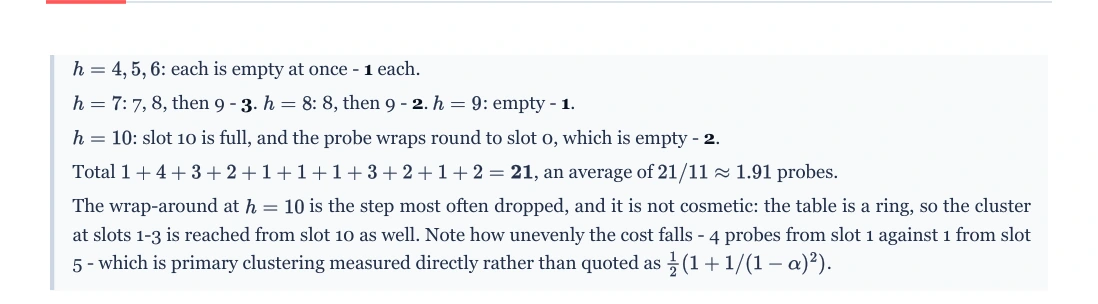 h = 4, 5, 6: each is empty at once - 1 each.
h = 7: 7, 8, then 9 - 3. h = 8: 8, then 9 - 2. h = 9: empty - 1.
h = 10: slot 10 is full, and the probe wraps round to slot 0, which is empty - 2.
Total 1 + 4 + 3 + 2 + 1 + 1 + 1 + 3 + 2 + 1 + 2 = 21, an average of 21/11 ≈ 1.91 probes.
The wrap-around at h = 10 is the step most often dropped, and it is not cosmetic: the table is a ring, so the cluster
at slots 1-3 is reached from slot 10 as well. Note how unevenly the cost falls - 4 probes from slot 1 against 1 from slot
5 - which is primary clustering measured directly rather than quoted as ½(1 + 1/(1 − α)²).